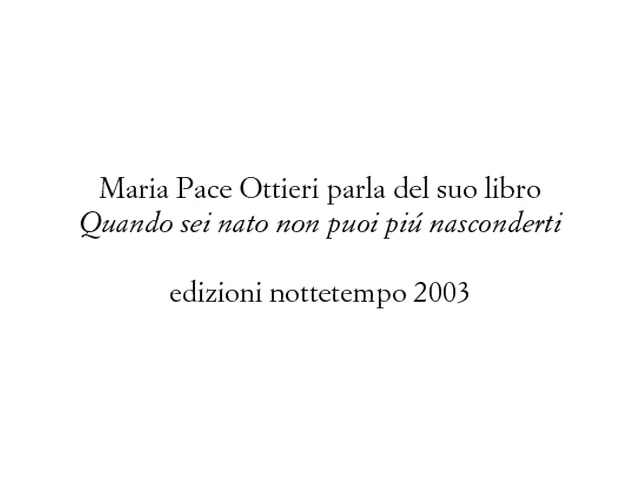 Maria Pace Ottieri parla del suo libro
Quando sei nato non puoi piú nasconderti
edizioni nottetempo 2003